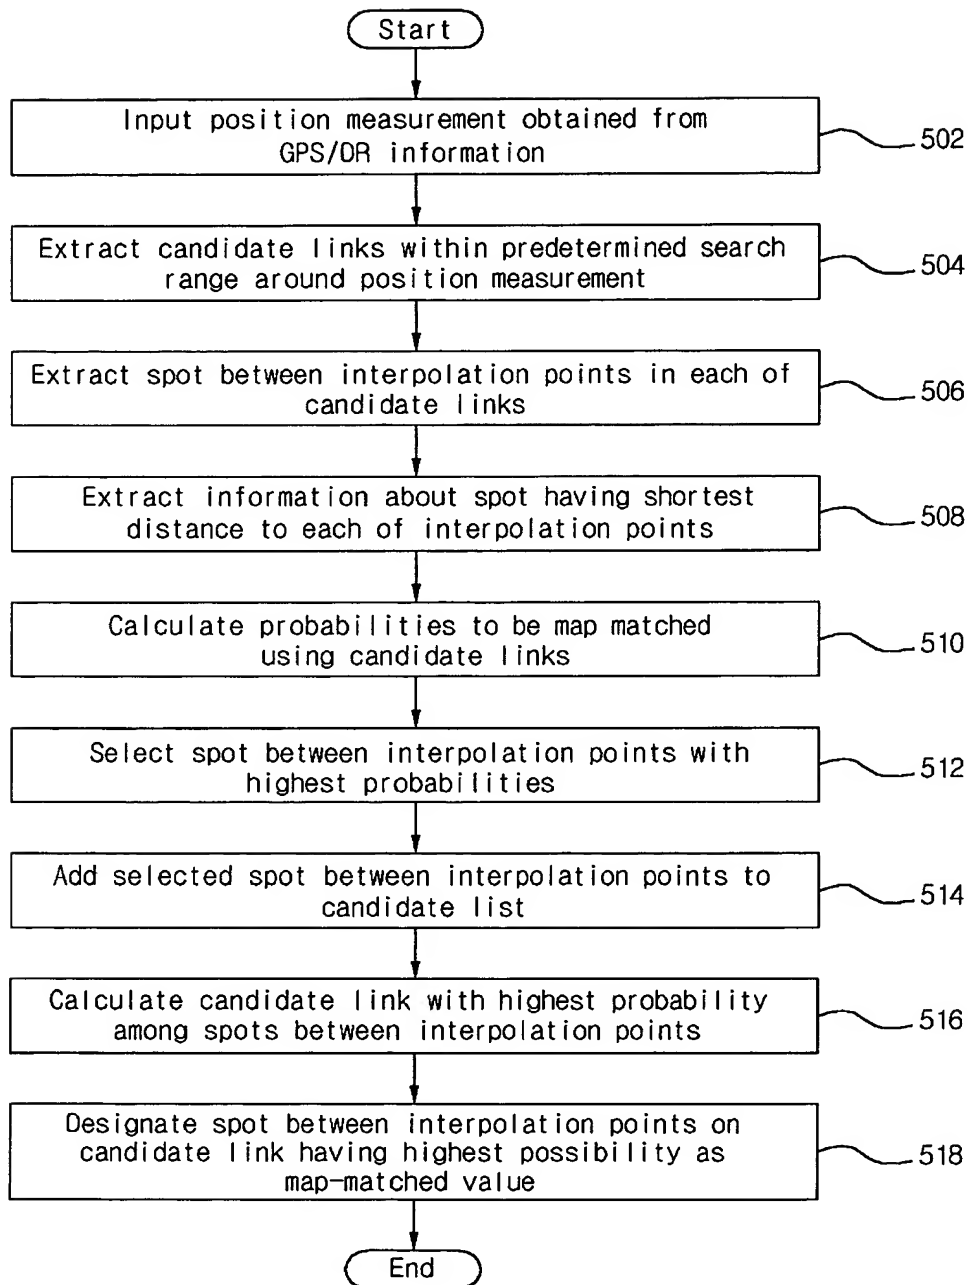 Start
Input position measurement obtained from
GPS/DR information
502
Extract candidate links within predetermined search
range around position measurement
504
Extract spot between interpolation points in each of
candidate links
506
Extract information about spot having shortest
distance to each of interpolation points
508
Calculate probabilities to be map matched
using candidate links
510
Select spot between interpolation points with
highest probabilities
512
Add selected spot between interpolation points to
candidate list
514
Calculate candidate link with highest probability
among spots between interpolation points
516
Designate spot between interpolation points on
candidate link having highest possibility as
map-matched value
518
End